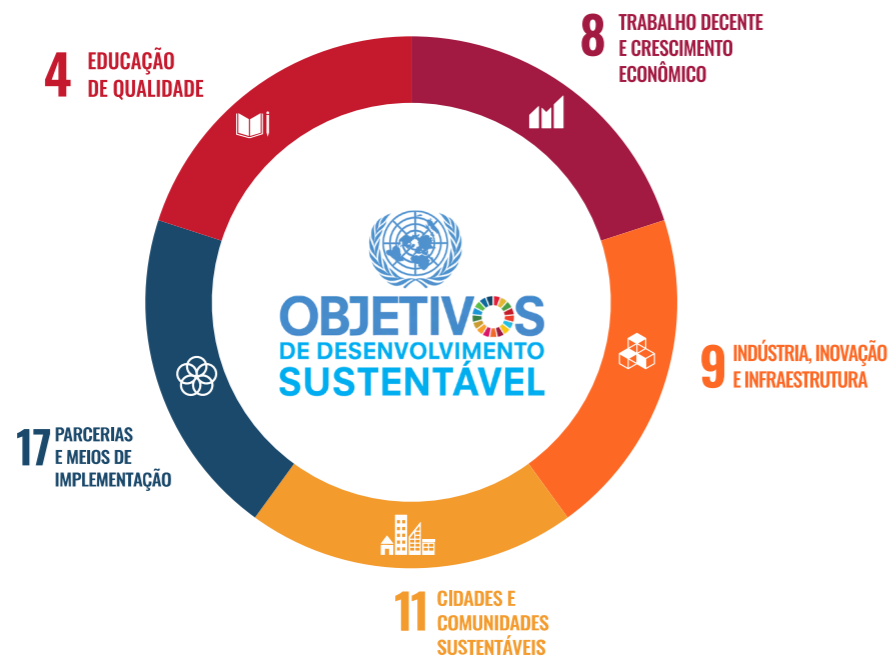 8 TRABALHO DECENTE
E CRESCIMENTO
ECONÔMICO
4 EDUCAÇÃO
DE QUALIDADE
OBJETIVOS
DE DESENVOLVIMENTO
SUSTENTÁVEL
9 INDÚSTRIA, INOVAÇÃO
E INFRAESTRUTURA
17 PARCERIAS
E MEIOS DE
IMPLEMENTAÇÃO
11 CIDADES E
COMUNIDADES
SUSTENTÁVEIS